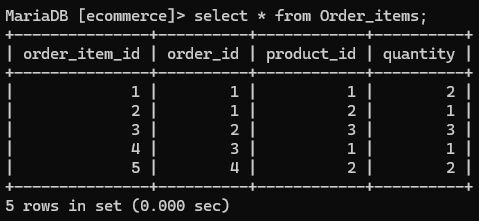 MariaDB [ecommerce]> select * from Order_items;
+---------------+----------+------------+----------+
| order_item_id | order_id | product_id | quantity |
+---------------+----------+------------+----------+
|             1 |        1 |          1 |        2 |
|             2 |        1 |          2 |        1 |
|             3 |        2 |          3 |        3 |
|             4 |        3 |          1 |        1 |
|             5 |        4 |          2 |        2 |
+---------------+----------+------------+----------+
5 rows in set (0.000 sec)